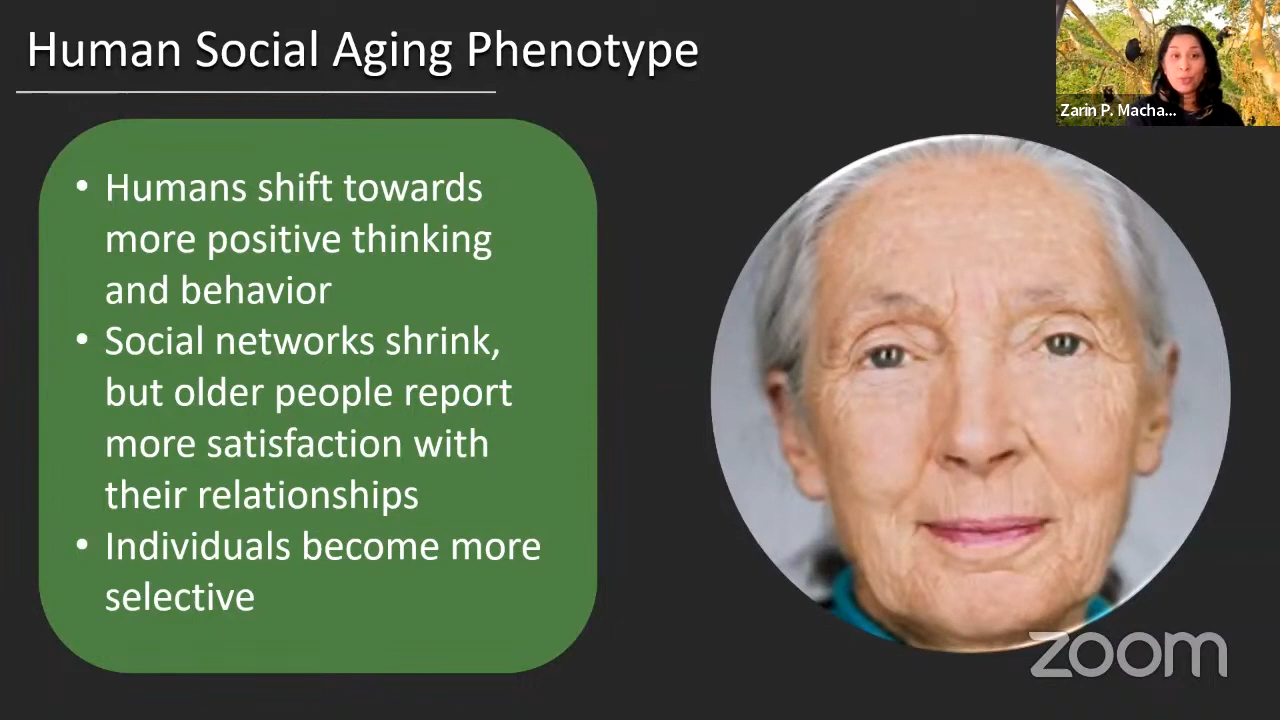 Human Social Aging Phenotype
Zarin P. Macha...
• Humans shift towards
more positive thinking
and behavior
• Social networks shrink,
but older people report
more satisfaction with
their relationships
• Individuals become more
selective
zoom